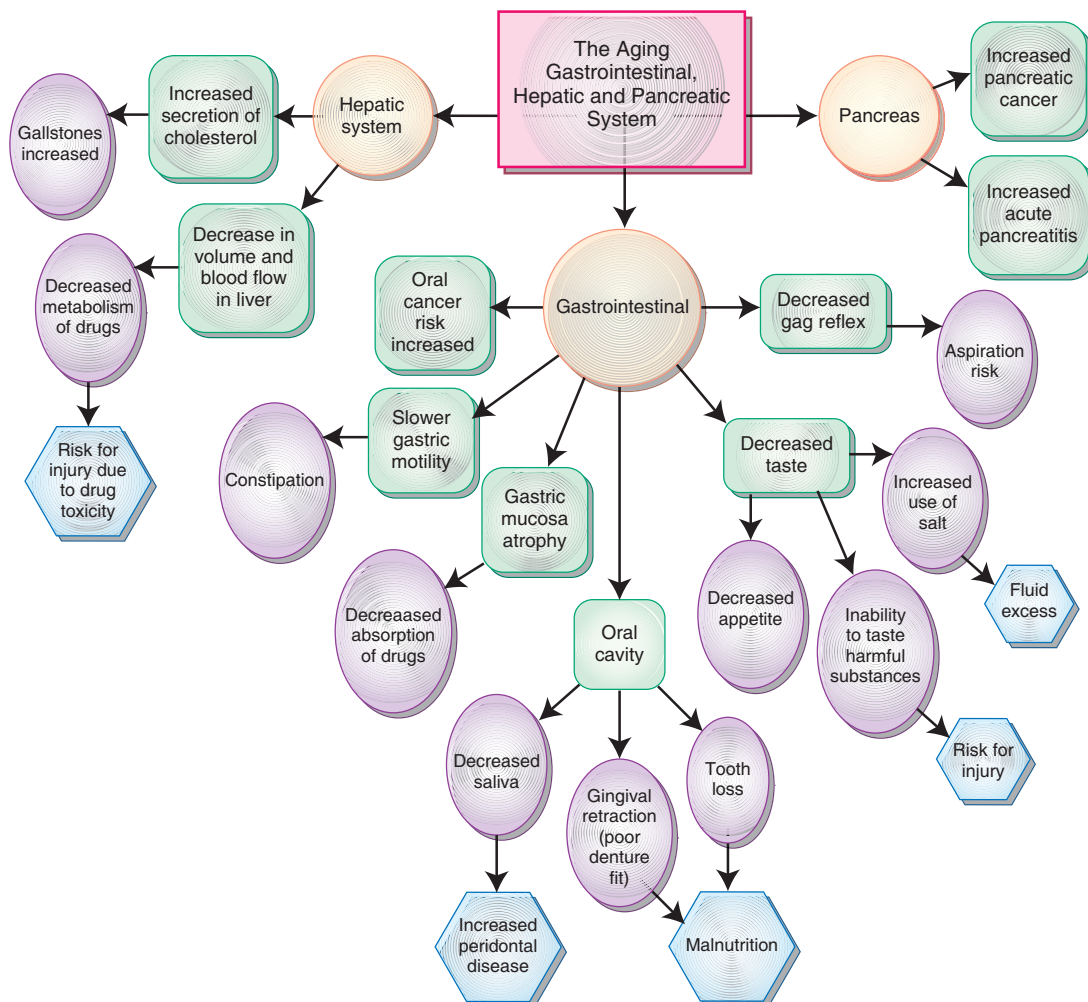 The Aging
Gastrointestinal,
Hepatic and Pancreatic
System
Hepatic
system
Increased
secretion of
cholesterol
Gallstones
increased
Decrease in
volume and
blood flow
in liver
Decreased
metabolism
of drugs
Risk for
injury due
to drug
toxicity
Pancreas
Increased
pancreatic
cancer
Increased
acute
pancreatitis
Gastrointestinal
Oral
cancer
risk
increased
Decreased
gag reflex
Aspiration
risk
Slower
gastric
motility
Constipation
Gastric
mucosa
atrophy
Decreaased
absorption
of drugs
Decreased
taste
Increased
use of
salt
Fluid
excess
Decreased
appetite
Inability
to taste
harmful
substances
Risk for
injury
Oral
cavity
Decreased
saliva
Gingival
retraction
(poor
denture
fit)
Tooth
loss
Increased
peridontal
disease
Malnutrition